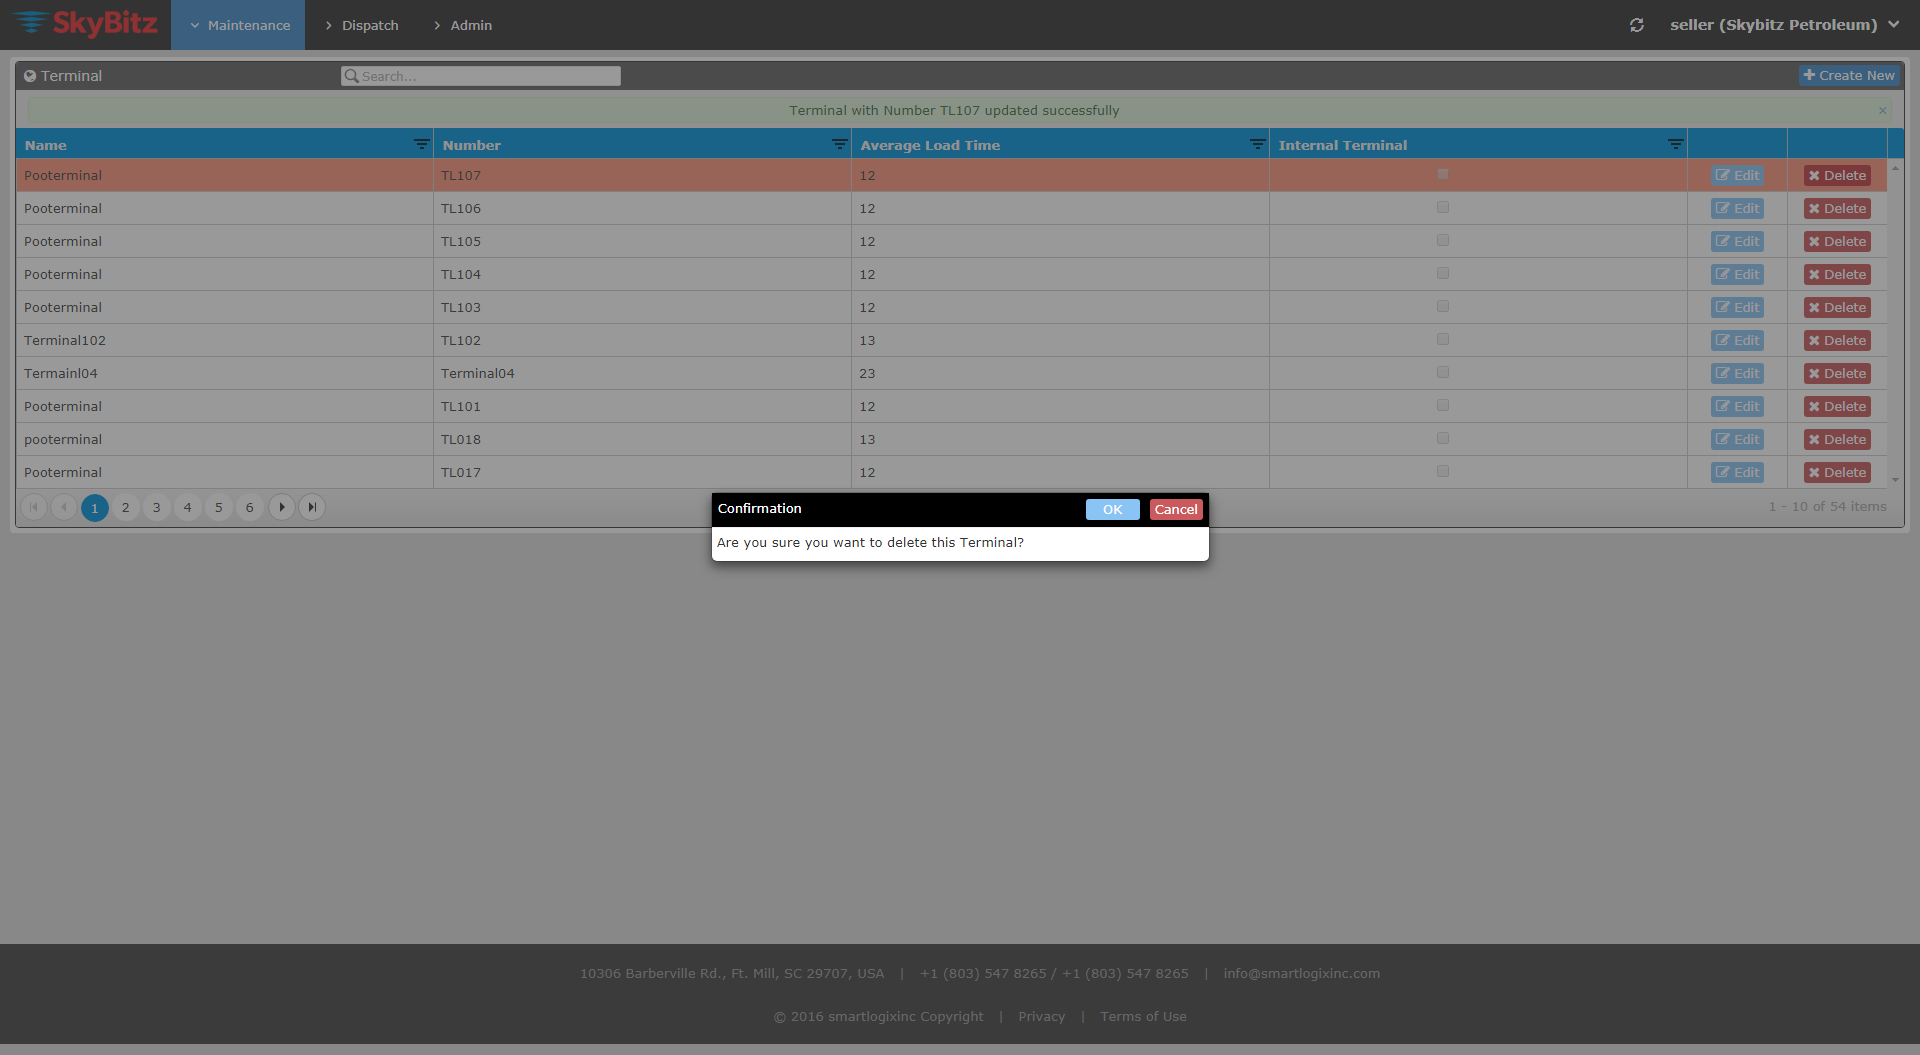 SkyBitz Maintenance Dispatch Admin seller (Skybitz Petroleum)
Terminal Search... Create New
Terminal with Number TL107 updated successfully ×
Name Number Average Load Time Internal Terminal
Pooterminal TL107 12 Edit Delete
Pooterminal TL106 12 Edit Delete
Pooterminal TL105 12 Edit Delete
Pooterminal TL104 12 Edit Delete
Pooterminal TL103 12 Edit Delete
Terminal102 TL102 13 Edit Delete
Termainl04 Terminal04 23 Edit Delete
Pooterminal TL101 12 Edit Delete
pooterminal TL018 13 Edit Delete
Pooterminal TL017 12 Edit Delete
1 2 3 4 5 6 1 - 10 of 54 items
Confirmation OK Cancel
Are you sure you want to delete this Terminal?
10306 Barberville Rd., Ft. Mill, SC 29707, USA | +1 (803) 547 8265 / +1 (803) 547 8265 | info@smartlogixinc.com
© 2016 smartlogixinc Copyright | Privacy | Terms of Use